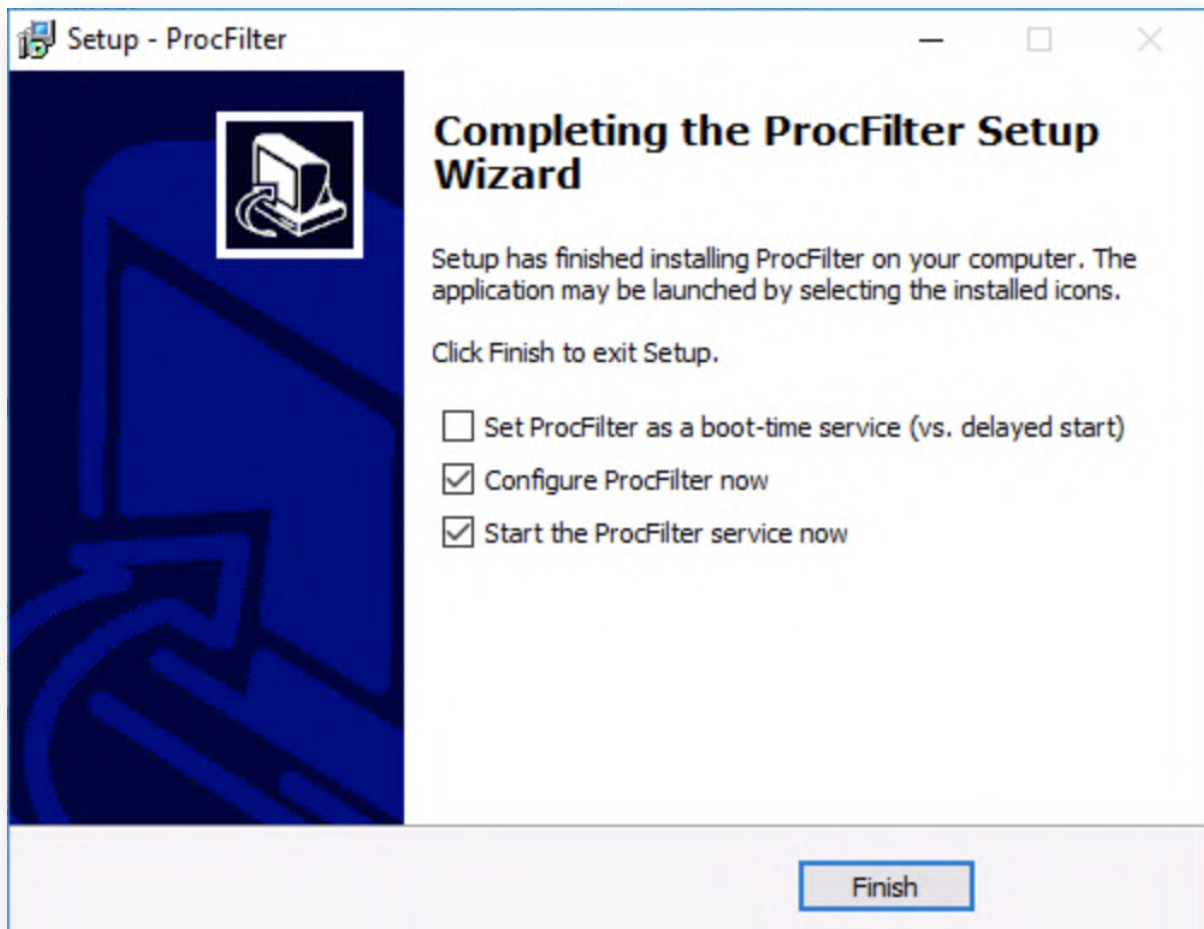 Setup - ProcFilter
Completing the ProcFilter Setup
Wizard
Setup has finished installing ProcFilter on your computer. The
application may be launched by selecting the installed icons.
Click Finish to exit Setup.
Set ProcFilter as a boot-time service (vs. delayed start)
Configure ProcFilter now
Start the ProcFilter service now
Finish